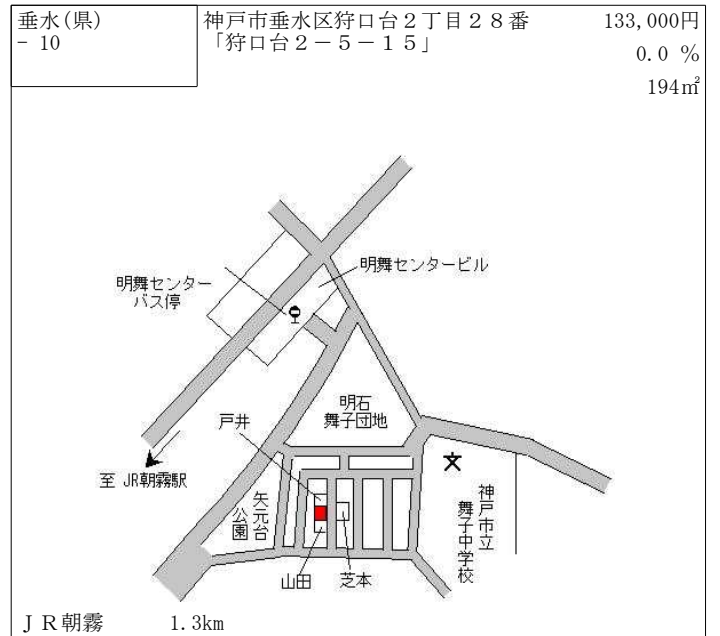 垂水(県)
- 10
神戸市垂水区狩口台２丁目２８番
「狩口台２－５－１５」
133,000円
0.0 %
194㎡
明舞センタービル
明舞センター
バス停
明石
舞子団地
戸井
至 JR朝霧駅
矢元台
公園
文
神戸市立
舞子中学校
山田
芝本
ＪＲ朝霧 1.3km